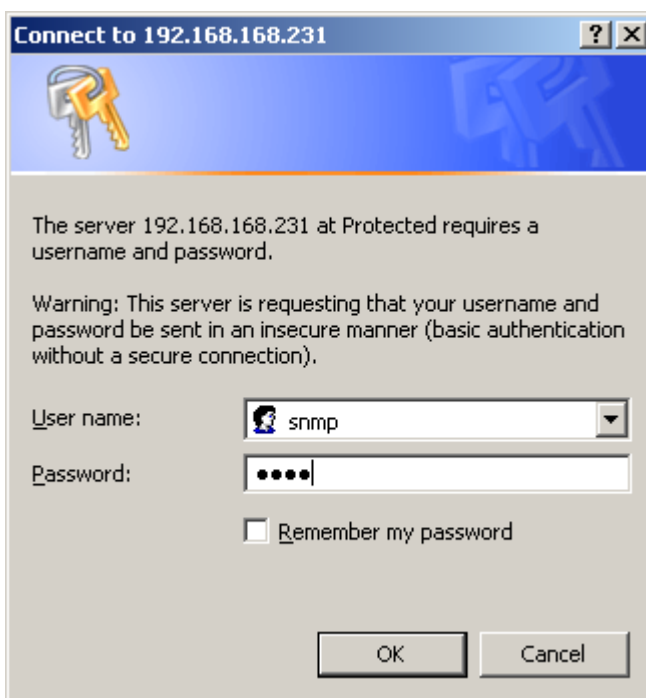 Connect to 192.168.168.231
The server 192.168.168.231 at Protected requires a
username and password.
Warning: This server is requesting that your username and
password be sent in an insecure manner (basic authentication
without a secure connection).
User name:
snmp
Password:
••••
Remember my password
OK
Cancel